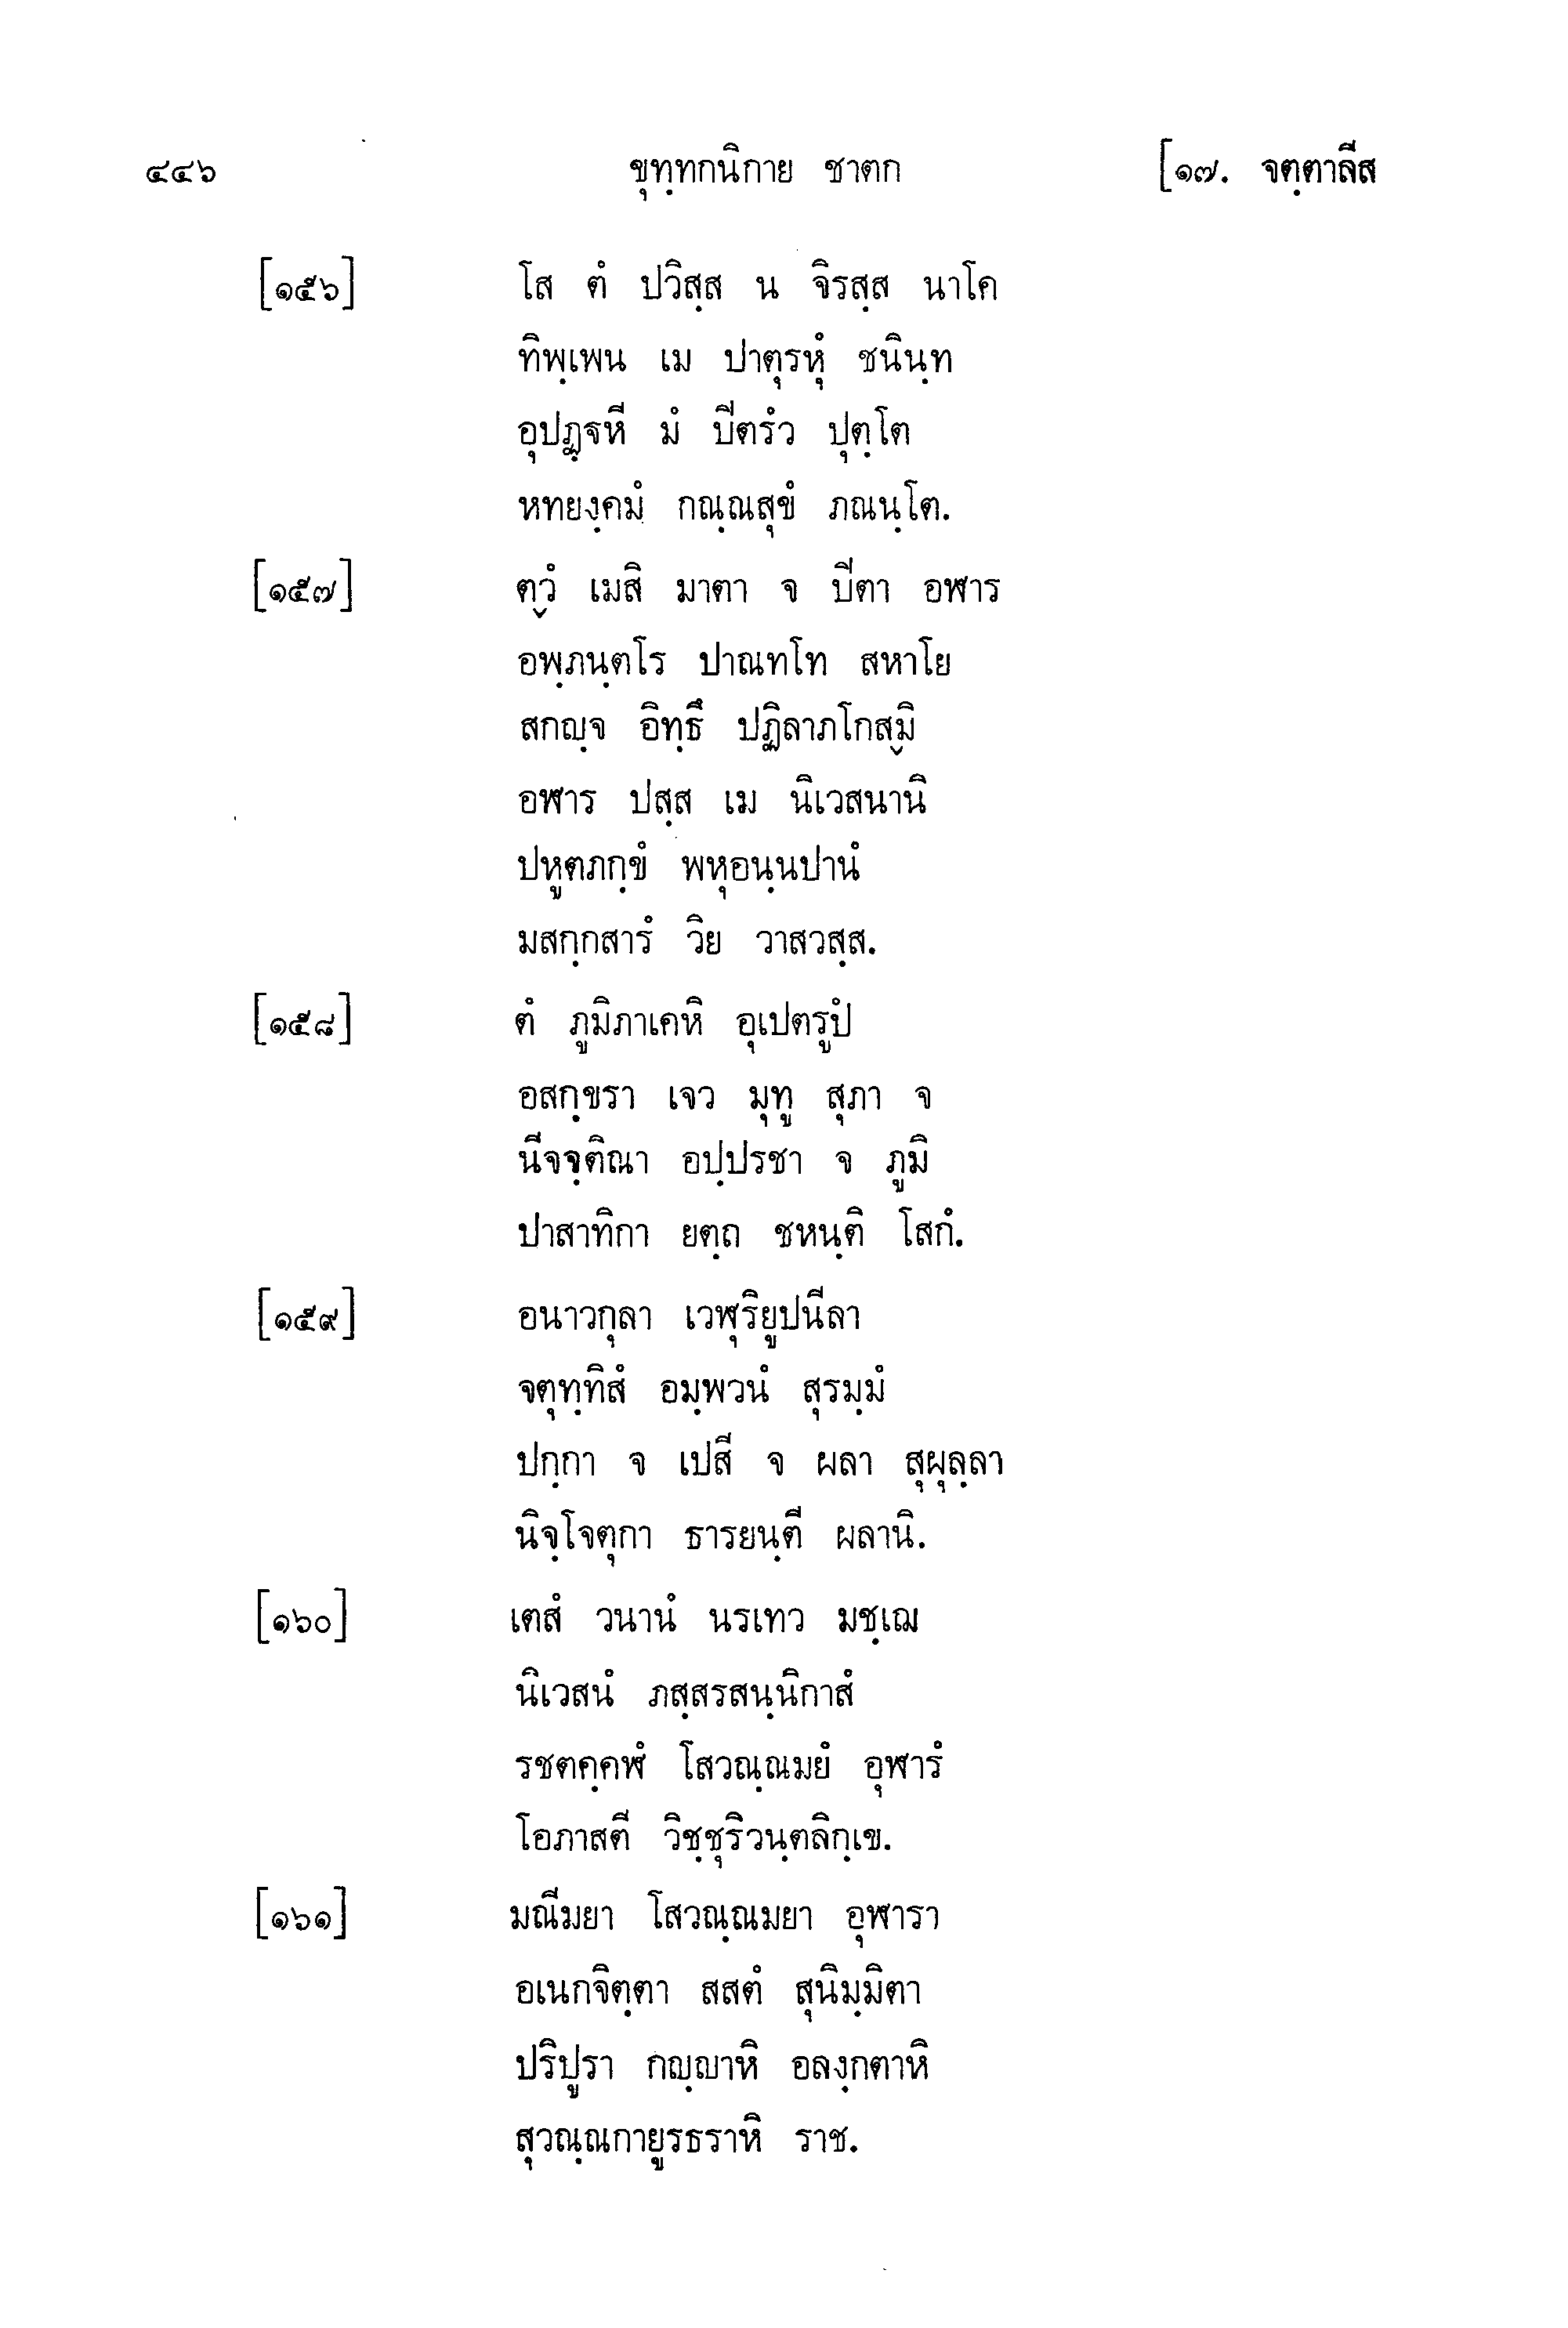 ๔๔๖ ขุทฺทกนิกาย ชาตก [๑๗. จตฺตาลีส
[๑๕๖] โส ตํ ปวิสฺส น จิรสฺส นาโค
ทิพฺเพน เม ปาตุรหุํ ชนินฺท
อุปฏฺฐหี มํ ปีตรํว ปุตฺโต
หทยงฺคมํ กณฺณสุขํ ภณนฺโต.
[๑๕๗] ตฺวํ เมสิ มาตา จ ปีตา อฬาร
อพฺภนฺตโร ปาณทโท สหาโย
สกญฺจ อิทฺธึ ปฏิลาภโกสฺมิ
อฬาร ปสฺส เม นิเวสนานิ
ปหูตภกฺขํ พหุอนฺนปานํ
มสกฺกสารํ วิย วาสวสฺส.
[๑๕๘] ตํ ภูมิภาเคหิ อุเปตรูปํ
อสกฺขรา เจว มุทู สุภา จ
นีจจฺติณา อปฺปรชา จ ภูมิ
ปาสาทิกา ยตฺถ ชหนฺติ โสกํ.
[๑๕๙] อนาวกุลา เวฬุริยูปนีลา
จตุทฺทิสํ อมฺพวนํ สุรมฺมํ
ปกฺกา จ เปสี จ ผลา สุผุลฺลา
นิจฺโจตุกา ธารยนฺตี ผลานิ.
[๑๖๐] เตสํ วนานํ นรเทว มชฺเฌ
นิเวสนํ ภสฺสรสนฺนิกาสํ
รชตคฺคฬํ โสวณฺณมยํ อุฬารํ
โอภาสตี วิชฺชุริวนฺตลิกฺเข.
[๑๖๑] มณีมยา โสวณฺณมยา อุฬารา
อเนกจิตฺตา สสตํ สุนิมฺมิตา
ปริปูรา กญฺญาหิ อลงฺกตาหิ
สุวณฺณกายูรธราหิ ราช.